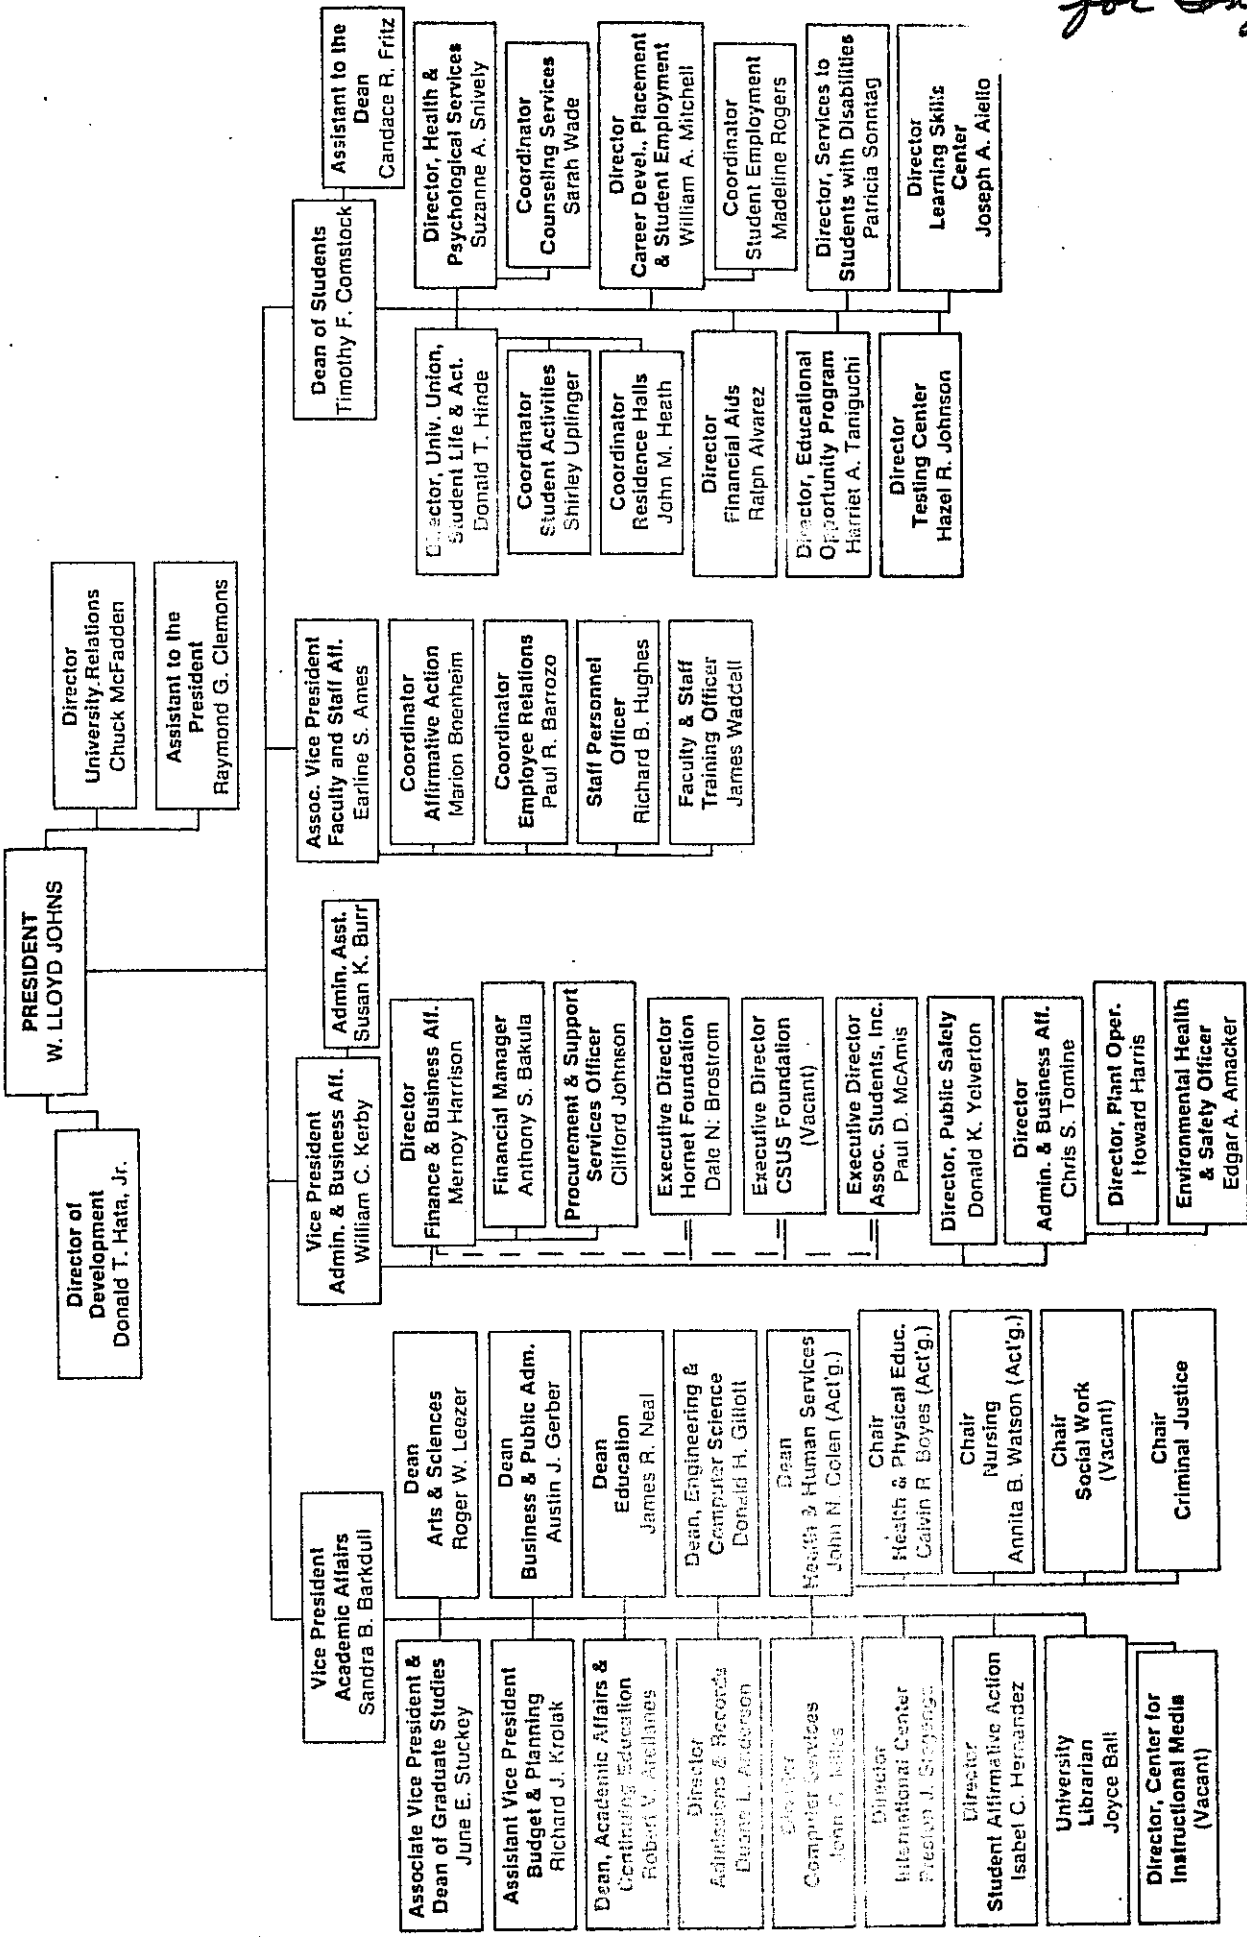 for
PRESIDENT
W. LLOYD JOHNS
Director of
Development
Donald T. Hata, Jr.
Director
University Relations
Chuck McFadden
Assistant to the
President
Raymond G. Clemons
Vice President
Academic Affairs
Sandra B. Barkdull
Associate Vice President &
Dean of Graduate Studies
June E. Stuckey
Assistant Vice President
Budget & Planning
Richard J. Krolak
Dean, Academic Affairs &
Continuing Education
Robert V. Arellanes
Director
Admissions & Records
Duane L. Anderson
Director
Computer Services
John C.
Director
International Center
Preston J.
Director
Student Affirmative Action
Isabel C. Hernandez
University
Librarian
Joyce Ball
Director, Center for
Instructional Media
(Vacant)
Dean
Arts & Sciences
Roger W. Leezer
Dean
Business & Public Adm.
Austin J. Gerber
Dean
Education
James R. Neal
Dean, Engineering &
Computer Science
Donald H. Gillott
Dean
Health & Human Services
John N. Colen (Act'g.)
Chair
Health & Physical Educ.
Calvin R. Boyes (Act'g.)
Chair
Nursing
Annita B. Watson (Act'g.)
Chair
Social Work
(Vacant)
Chair
Criminal Justice
Vice President
Admin. & Business Aff.
William C. Kerby
Admin. Asst.
Susan K. Burr
Director
Finance & Business Aff.
Mernoy Harrison
Financial Manager
Anthony S. Bakula
Procurement & Support
Services Officer
Clifford Johnson
Executive Director
Hornet Foundation
Dale N. Brostrom
Executive Director
CSUS Foundation
(Vacant)
Executive Director
Assoc. Students, Inc.
Paul D. McAmis
Director, Public Safety
Donald K. Yelverton
Director
Admin. & Business Aff.
Chris S. Tomine
Director, Plant Oper.
Howard Harris
Environmental Health
& Safety Officer
Edgar A. Amacker
Assoc. Vice President
Faculty and Staff Aff.
Earline S. Ames
Coordinator
Affirmative Action
Marion Boenheim
Coordinator
Employee Relations
Paul R. Barrozo
Staff Personnel
Officer
Richard B. Hughes
Faculty & Staff
Training Officer
James Waddell
Dean of Students
Timothy F. Comstock
Assistant to the
Dean
Candace R. Fritz
Director, Univ. Union,
Student Life & Act.
Donald T. Hinde
Coordinator
Student Activities
Shirley Uplinger
Coordinator
Residence Halls
John M. Heath
Director
Financial Aids
Ralph Alvarez
Director, Educational
Opportunity Program
Harriet A. Taniguchi
Director
Testing Center
Hazel R. Johnson
Director, Health &
Psychological Services
Suzanne A. Snively
Coordinator
Counseling Services
Sarah Wade
Director
Career Devel., Placement
& Student Employment
William A. Mitchell
Coordinator
Student Employment
Madeline Rogers
Director, Services to
Students with Disabilities
Patricia Sonntag
Director
Learning Skills
Center
Joseph A. Aiello